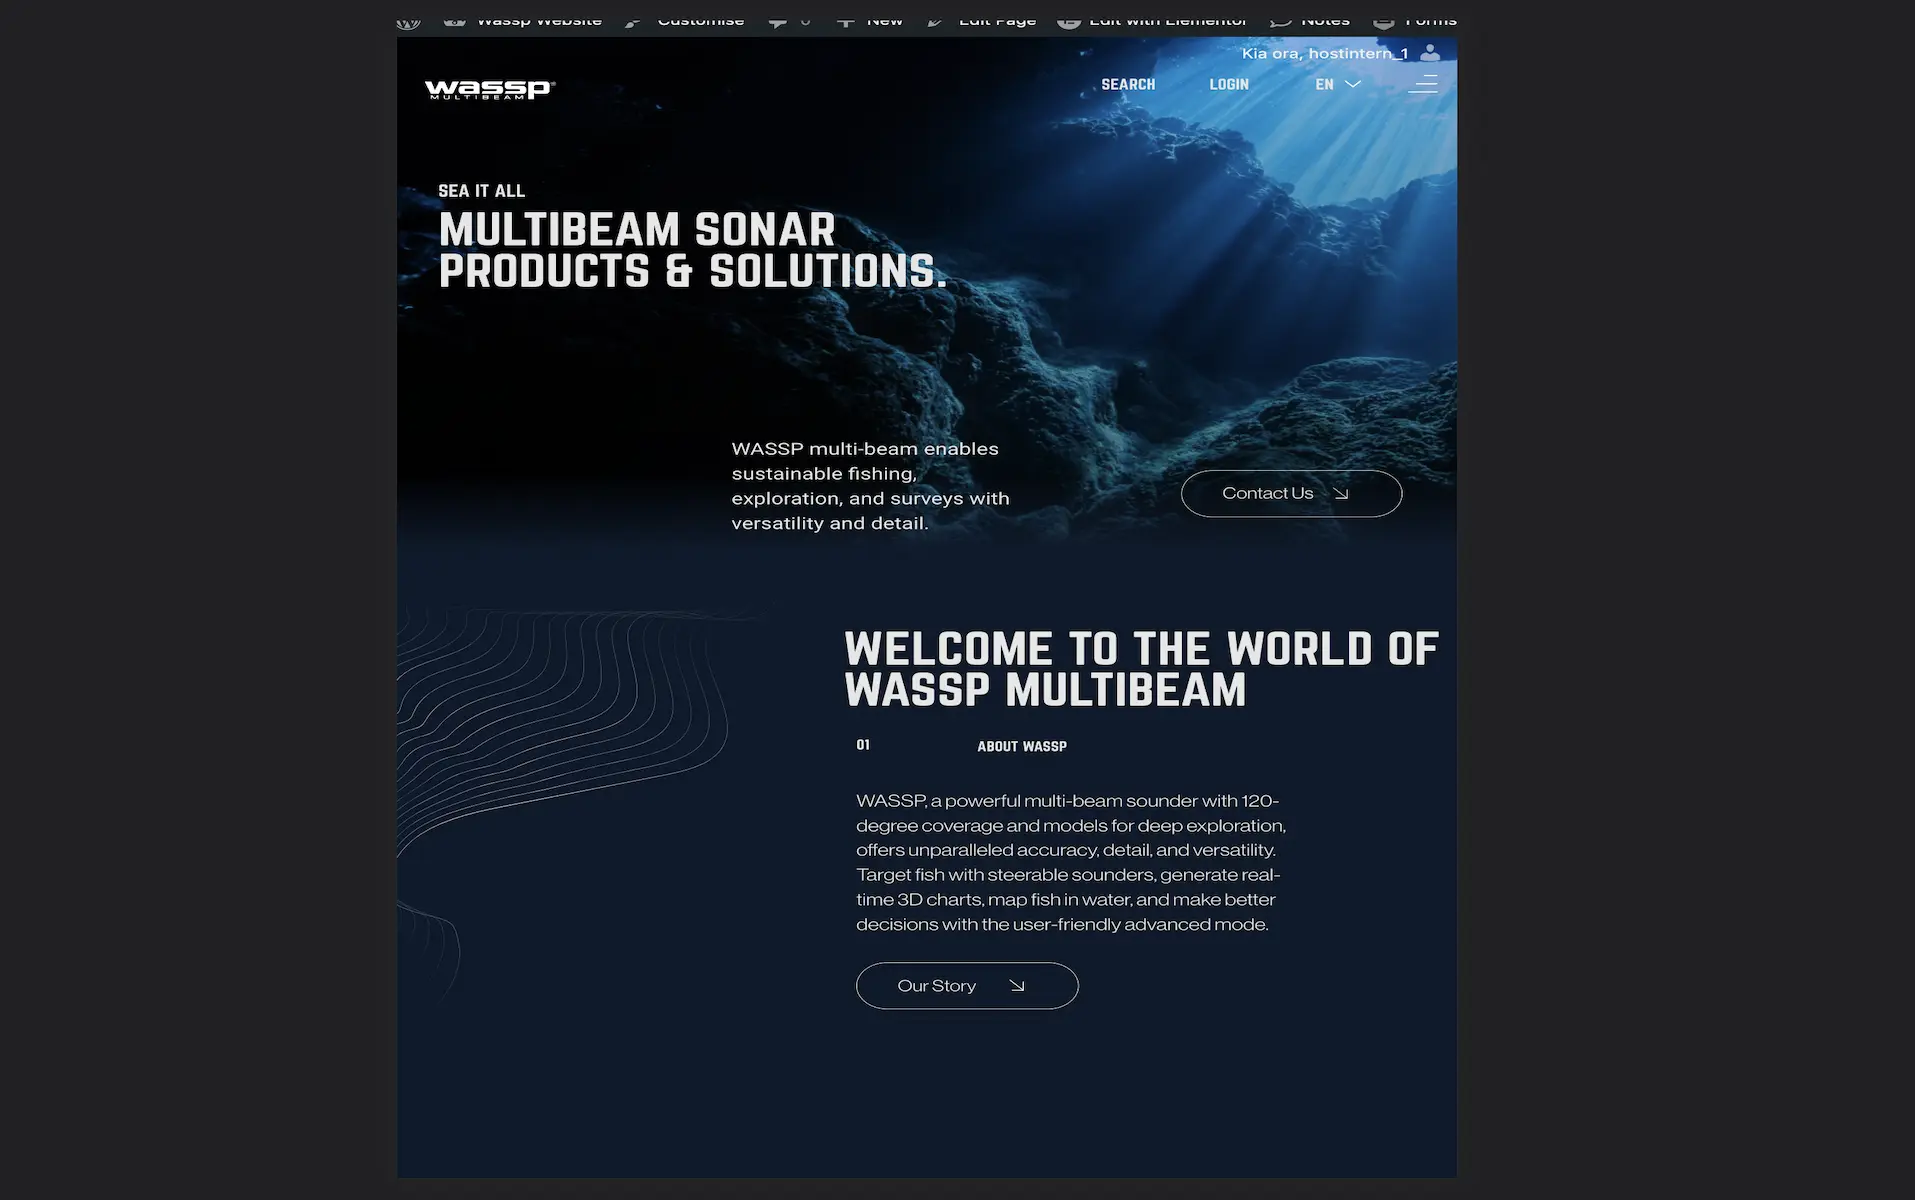 Wassp Website Customise 0 New Edit Page Edit with Elementor Notes Forms
Kia ora, hostintern_1
wassp®
MULTIBEAM
SEARCH LOGIN EN
SEA IT ALL
MULTIBEAM SONAR
PRODUCTS & SOLUTIONS.
WASSP multi-beam enables
sustainable fishing,
exploration, and surveys with
versatility and detail.
Contact Us
WELCOME TO THE WORLD OF
WASSP MULTIBEAM
01 ABOUT WASSP
WASSP, a powerful multi-beam sounder with 120-
degree coverage and models for deep exploration,
offers unparalleled accuracy, detail, and versatility.
Target fish with steerable sounders, generate real-
time 3D charts, map fish in water, and make better
decisions with the user-friendly advanced mode.
Our Story